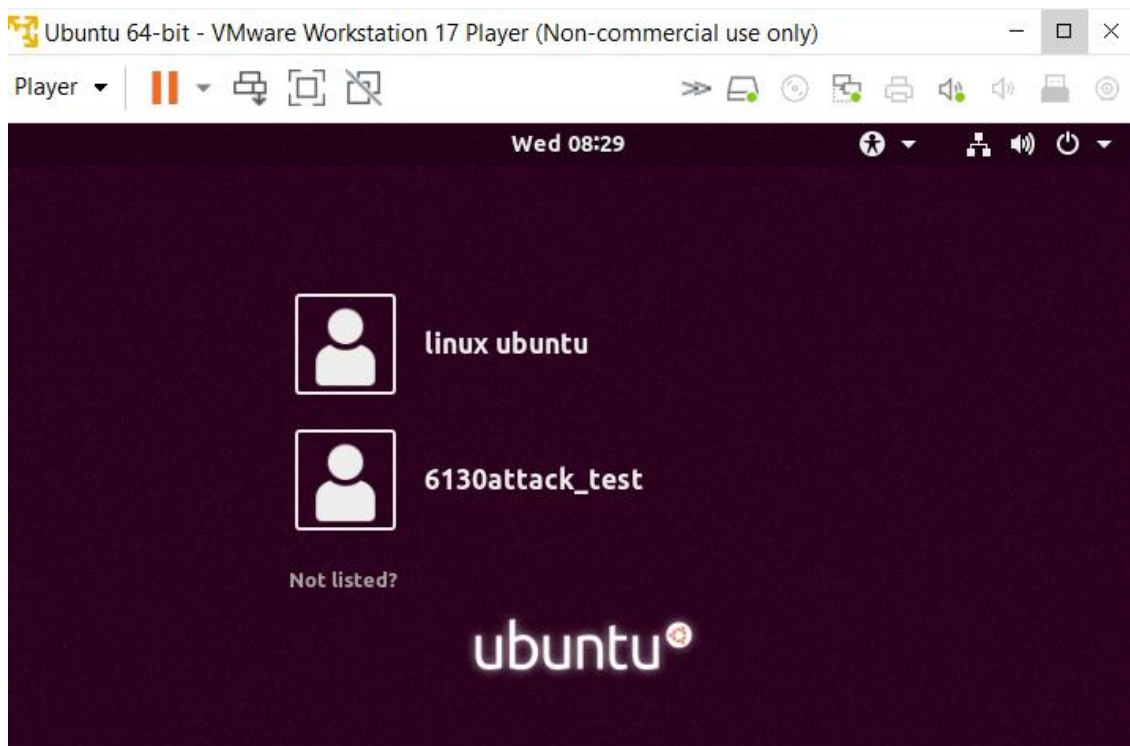 Ubuntu 64-bit - VMware Workstation 17 Player (Non-commercial use only)
Player
Wed 08:29
linux ubuntu
6130attack_test
Not listed?
ubuntu